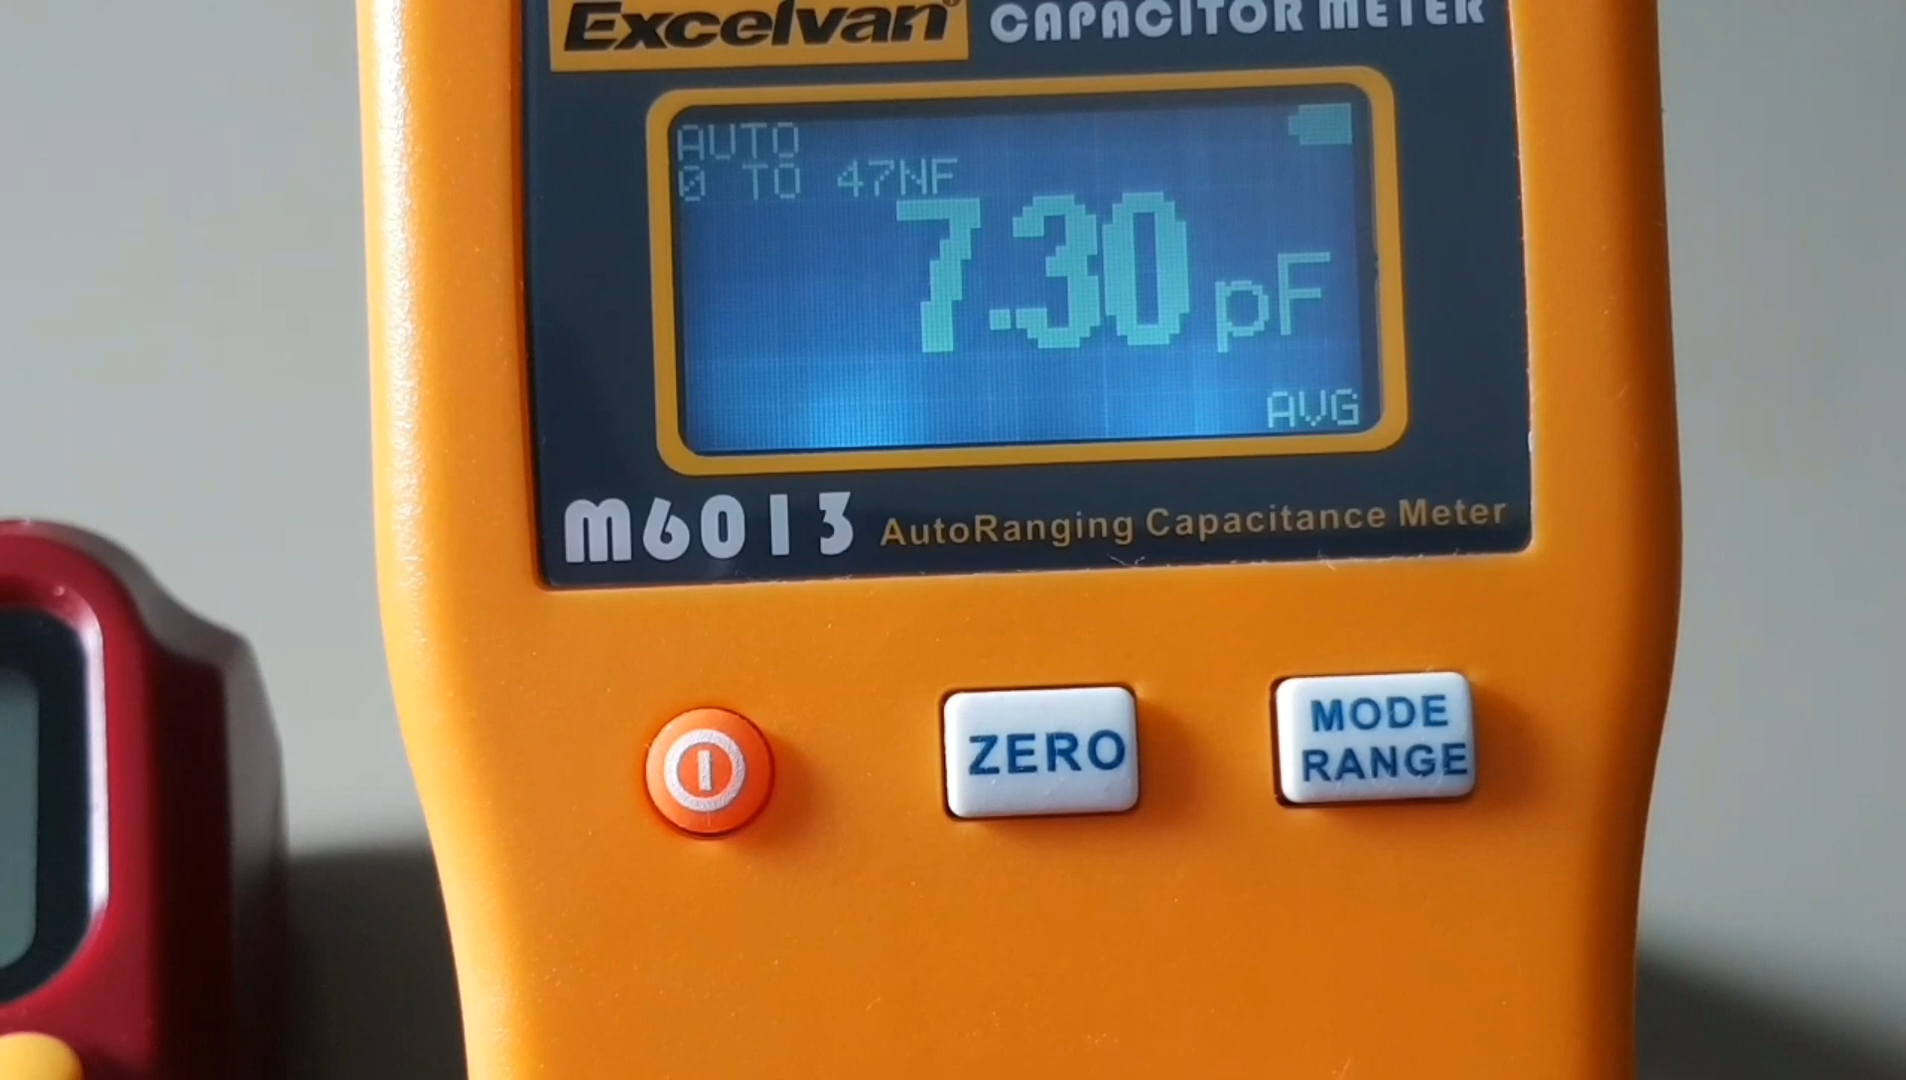 Excelvan®
CAPACITOR METER
AUTO
0 TO 47NF
7.30 pF
AVG
M6013 AutoRanging Capacitance Meter
ZERO
MODE
RANGE